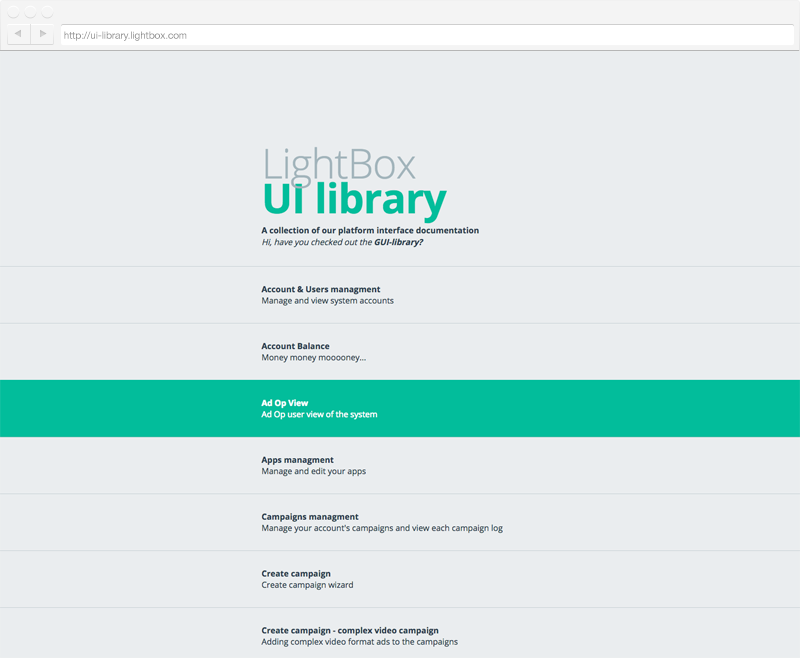 http://ui-library.lightbox.com
LightBox
UI library
A collection of our platform interface documentation
Hi, have you checked out the GUI-library?
Account & Users managment
Manage and view system accounts
Account Balance
Money money mooooney...
Ad Op View
Ad Op user view of the system
Apps managment
Manage and edit your apps
Campaigns managment
Manage your account's campaigns and view each campaign log
Create campaign
Create campaign wizard
Create campaign - complex video campaign
Adding complex video format ads to the campaigns